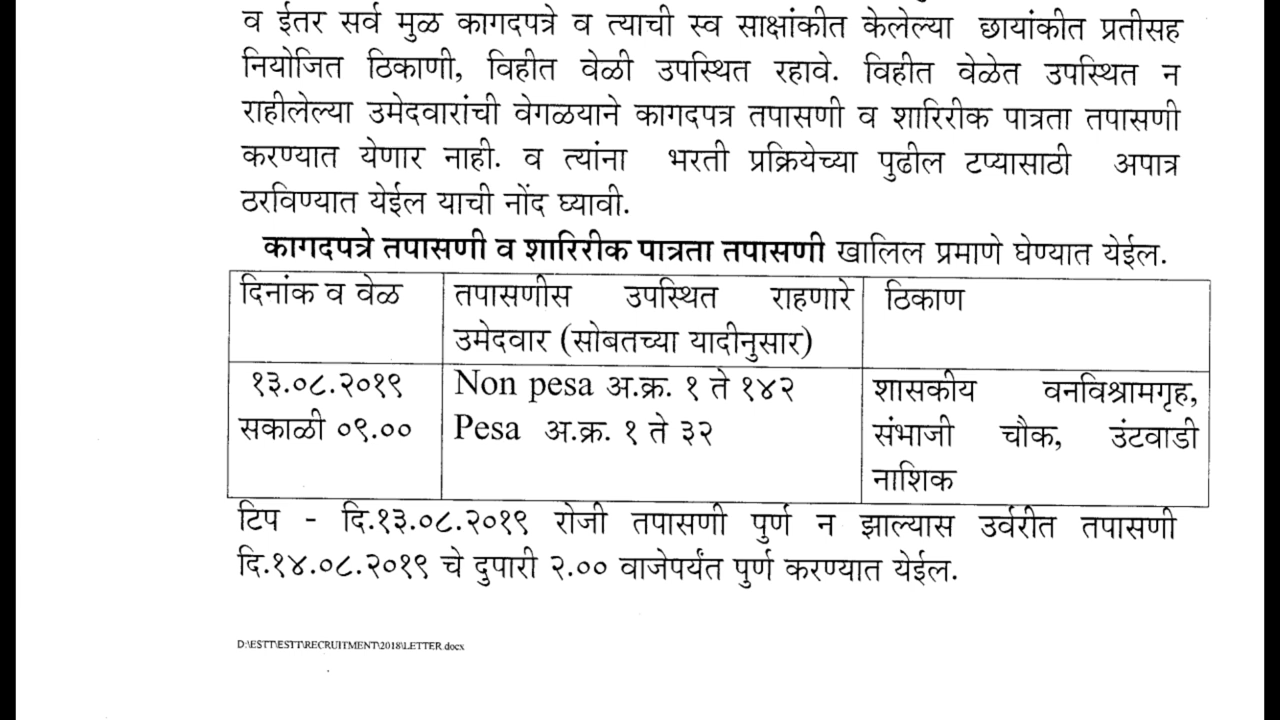 व ईतर सर्व मुळ कागदपत्रे व त्याची स्व साक्षांकीत केलेल्या छायांकीत प्रतीसह
नियोजित ठिकाणी, विहीत वेळी उपस्थित रहावे. विहीत वेळेत उपस्थित न
राहीलेल्या उमेदवारांची वेगळयाने कागदपत्र तपासणी व शारिरीक पात्रता तपासणी
करण्यात येणार नाही. व त्यांना भरती प्रक्रियेच्या पुढील टप्यासाठी अपात्र
ठरविण्यात येईल याची नोंद घ्यावी.
कागदपत्रे तपासणी व शारिरीक पात्रता तपासणी खालिल प्रमाणे घेण्यात येईल.
दिनांक व वेळ
तपासणीस उपस्थित राहणारे
उमेदवार (सोबतच्या यादीनुसार)
ठिकाण
१३.०८.२०१९
सकाळी ०९.००
Non pesa अ.क्र. १ ते १४२
Pesa अ.क्र. १ ते ३२
शासकीय वनविश्रामगृह,
संभाजी चौक, उंटवाडी
नाशिक
टिप - दि.१३.०८.२०१९ रोजी तपासणी पुर्ण न झाल्यास उर्वरीत तपासणी
दि.१४.०८.२०१९ चे दुपारी २.०० वाजेपर्यंत पुर्ण करण्यात येईल.
D:\ESTT\ESTT\RECRUITMENT\2018\LETTER.docx